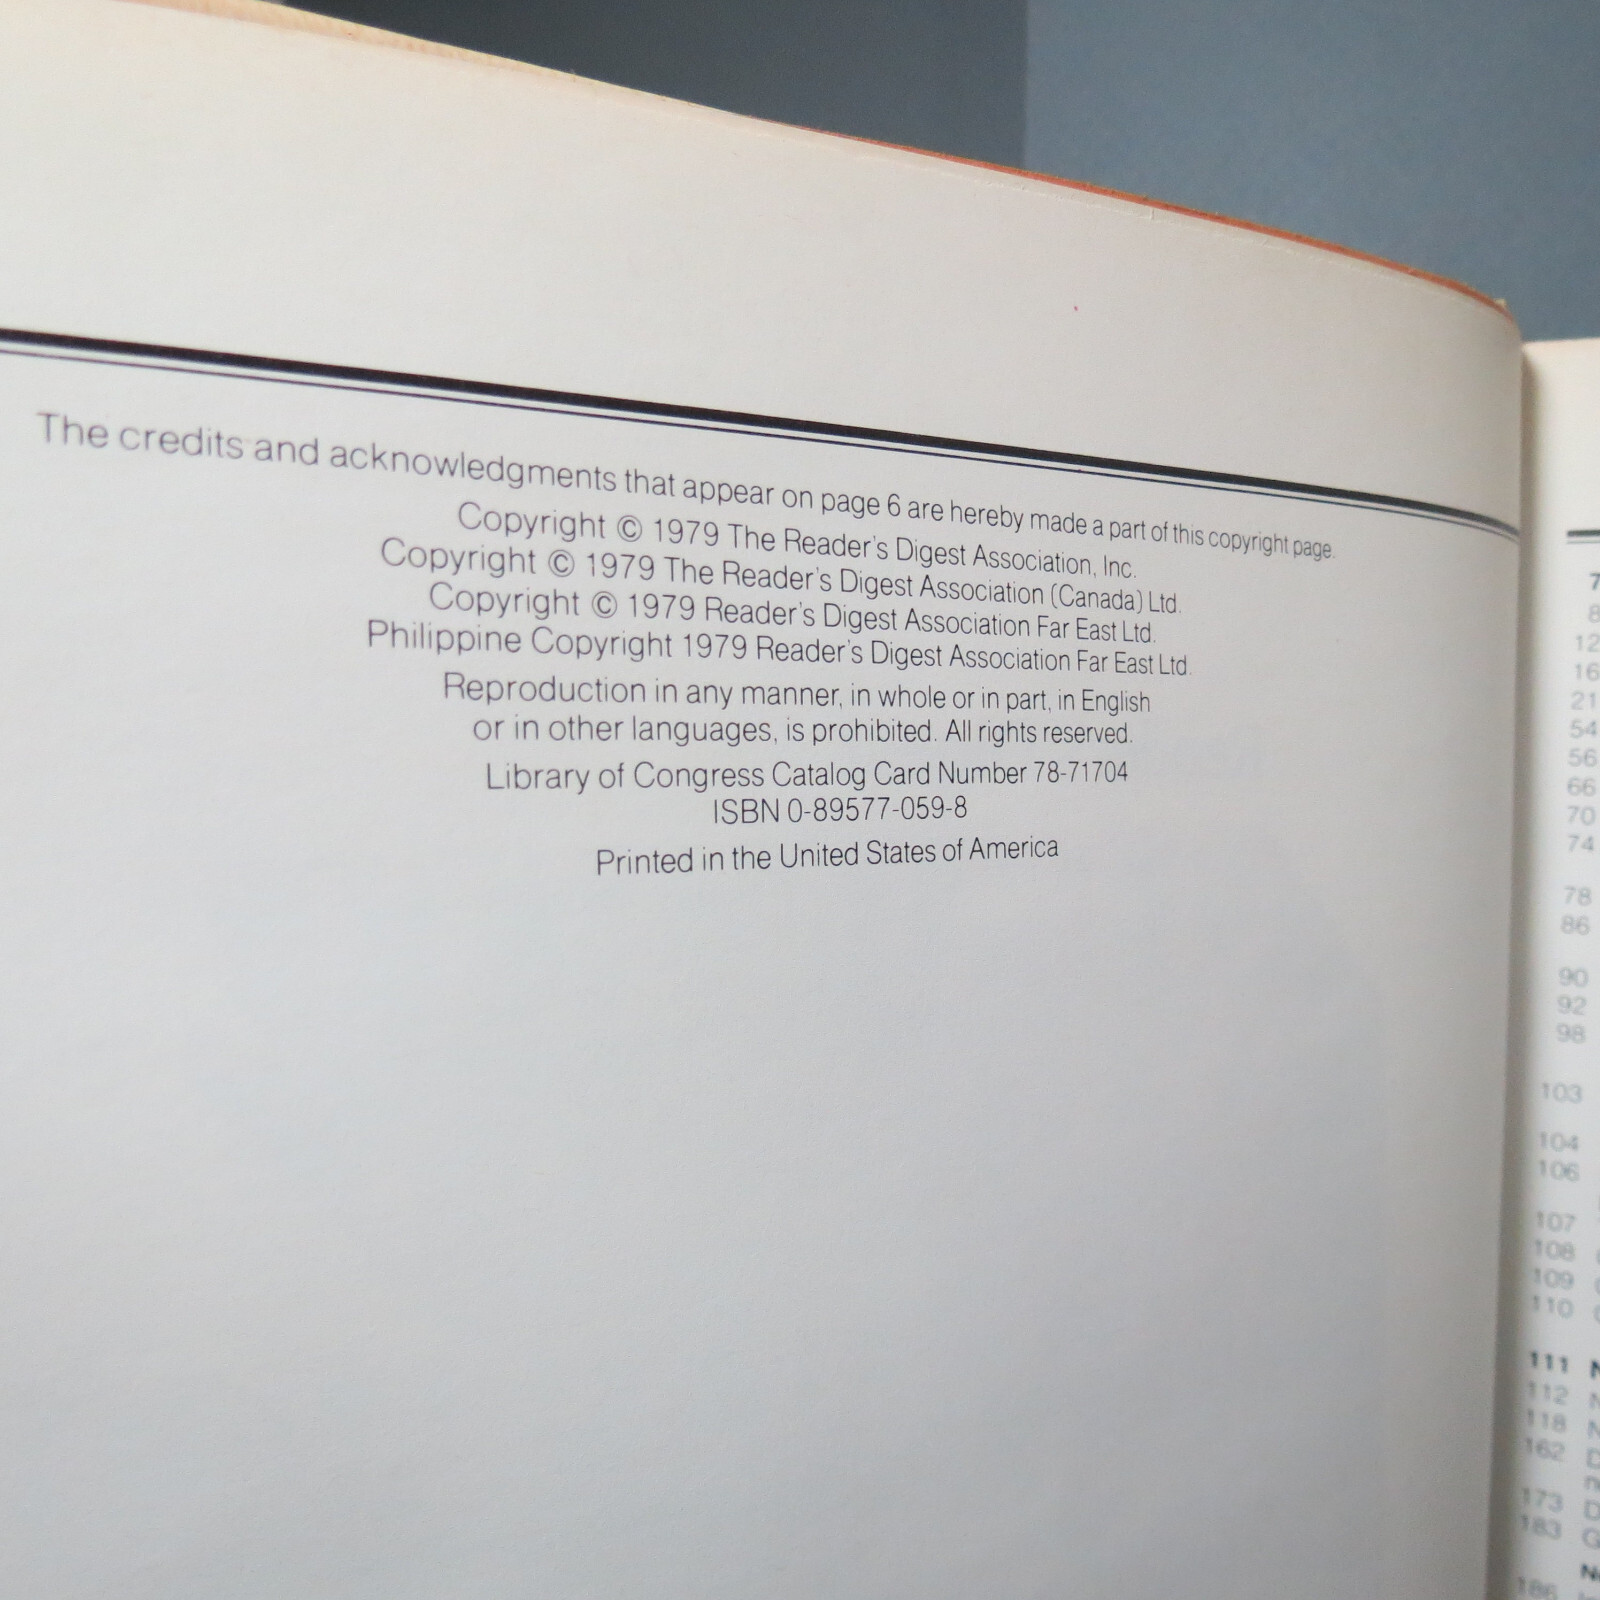 The credits and acknowledgments that appear on page 6 are hereby made a part of this copyright page.
Copyright © 1979 The Reader's Digest Association, Inc.
Copyright © 1979 The Reader's Digest Association (Canada) Ltd.
Copyright © 1979 Reader's Digest Association Far East Ltd.
Philippine Copyright 1979 Reader's Digest Association Far East Ltd.
Reproduction in any manner, in whole or in part, in English
or in other languages, is prohibited. All rights reserved.
Library of Congress Catalog Card Number 78-71704
ISBN 0-89577-059-8
Printed in the United States of America
7
8
12
16
21
54
56
66
70
74
78
86
90
92
98
103
104
106
107
108
109
110
111
112
118
162
173
183
186